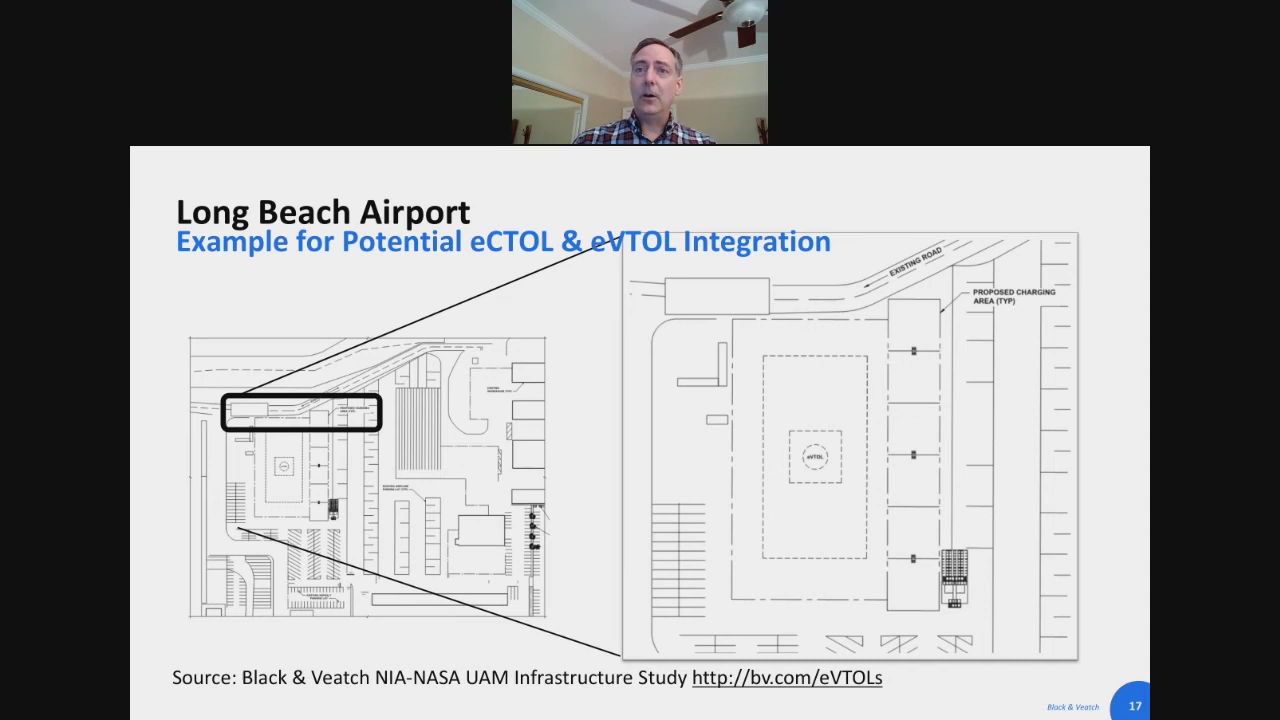 Long Beach Airport
Example for Potential eCTOL & eVTOL Integration
EXISTING ROAD
PROPOSED CHARGING
AREA (TYP)
eVTOL
Source: Black & Veatch NIA-NASA UAM Infrastructure Study http://bv.com/eVTOLs
Black & Veatch
17